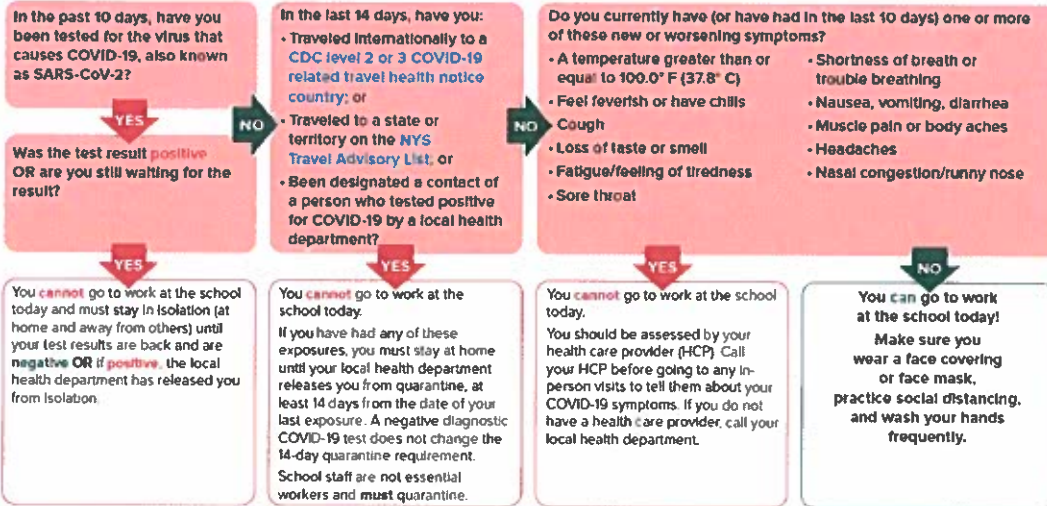 In the past 10 days, have you
been tested for the virus that
causes COVID-19, also known
as SARS-CoV-2?
YES
NO
Was the test result positive
OR are you still waiting for the
result?
YES
You cannot go to work at the school
today and must stay in isolation (at
home and away from others) until
your test results are back and are
negative OR if positive, the local
health department has released you
from isolation.
In the last 14 days, have you:
• Traveled internationally to a
CDC level 2 or 3 COVID-19
related travel health notice
country; or
• Traveled to a state or
territory on the NYS
Travel Advisory List; or
• Been designated a contact of
a person who tested positive
for COVID-19 by a local health
department?
NO
YES
You cannot go to work at the
school today.
If you have had any of these
exposures, you must stay at home
until your local health department
releases you from quarantine, at
least 14 days from the date of your
last exposure. A negative diagnostic
COVID-19 test does not change the
14-day quarantine requirement.
School staff are not essential
workers and must quarantine.
Do you currently have (or have had in the last 10 days) one or more
of these new or worsening symptoms?
• A temperature greater than or
equal to 100.0° F (37.8° C)
• Feel feverish or have chills
• Cough
• Loss of taste or smell
• Fatigue/feeling of tiredness
• Sore throat
• Shortness of breath or
trouble breathing
• Nausea, vomiting, diarrhea
• Muscle pain or body aches
• Headaches
• Nasal congestion/runny nose
YES
You cannot go to work at the school
today.
You should be assessed by your
health care provider (HCP). Call
your HCP before going to any in-
person visits to tell them about your
COVID-19 symptoms. If you do not
have a health care provider, call your
local health department.
NO
You can go to work
at the school today!
Make sure you
wear a face covering
or face mask,
practice social distancing,
and wash your hands
frequently.